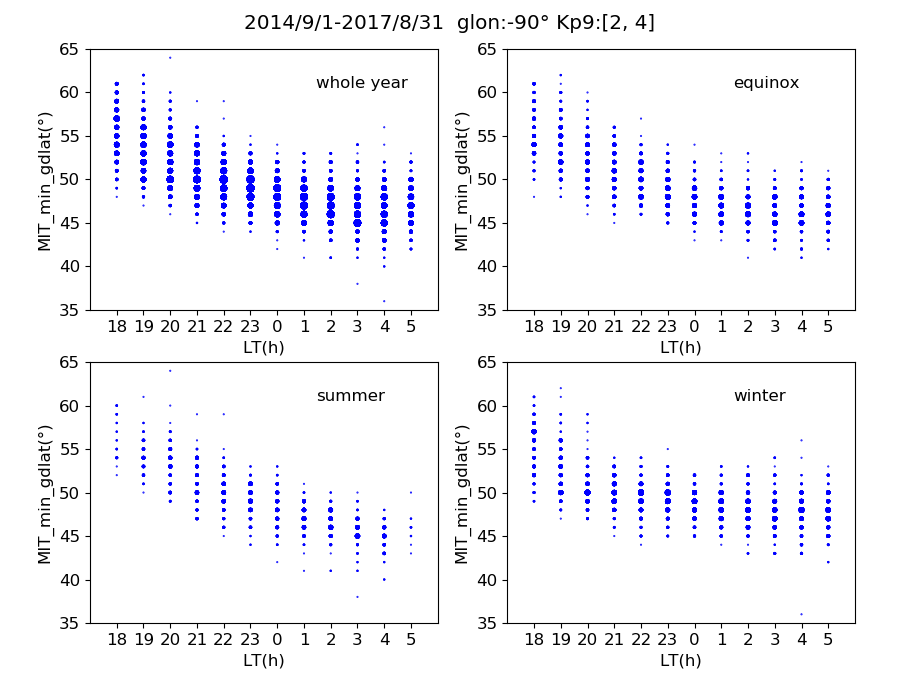 2014/9/1-2017/8/31  glon:-90° Kp9:[2, 4]
65
60
55
50
45
40
35
MIT_min_gdlat(°)
whole year
18 19 20 21 22 23 0 1 2 3 4 5
LT(h)
65
60
55
50
45
40
35
MIT_min_gdlat(°)
equinox
18 19 20 21 22 23 0 1 2 3 4 5
LT(h)
65
60
55
50
45
40
35
MIT_min_gdlat(°)
summer
18 19 20 21 22 23 0 1 2 3 4 5
LT(h)
65
60
55
50
45
40
35
MIT_min_gdlat(°)
winter
18 19 20 21 22 23 0 1 2 3 4 5
LT(h)